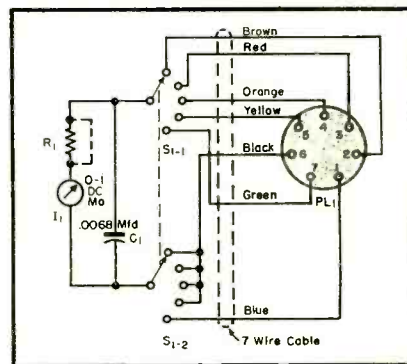 Brown
Red
Orange
Yellow
Black
Green
Blue
R1
0-1
DC
Ma
I1
.0068 Mfd
C1
S1-1
S1-2
5
4
3
6
2
7
1
PL1
7 Wire Cable